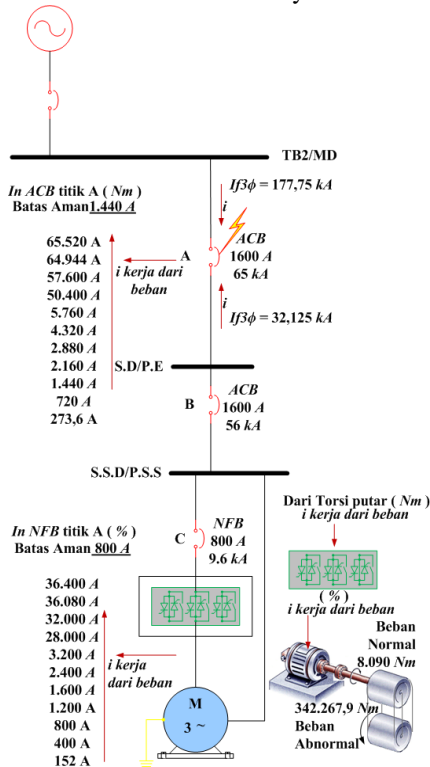 TB2/MD
In ACB titik A ( Nm )
Batas Aman 1.440 A
If3ϕ = 177,75 kA
i
65.520 A
64.944 A
57.600 A
50.400 A
5.760 A
4.320 A
2.880 A
2.160 A
1.440 A
720 A
273,6 A
i kerja dari
beban
A
ACB
1600 A
65 kA
i
If3ϕ = 32,125 kA
S.D/P.E
B
ACB
1600 A
56 kA
S.S.D/P.S.S
In NFB titik A ( % )
Batas Aman 800 A
C
NFB
800 A
9.6 kA
36.400 A
36.080 A
32.000 A
28.000 A
3.200 A
2.400 A
1.600 A
1.200 A
800 A
400 A
152 A
i kerja
dari beban
M
3 ~
Dari Torsi putar ( Nm )
i kerja dari beban
( % )
i kerja dari beban
Beban
Normal
8.090 Nm
342.267,9 Nm
Beban
Abnormal